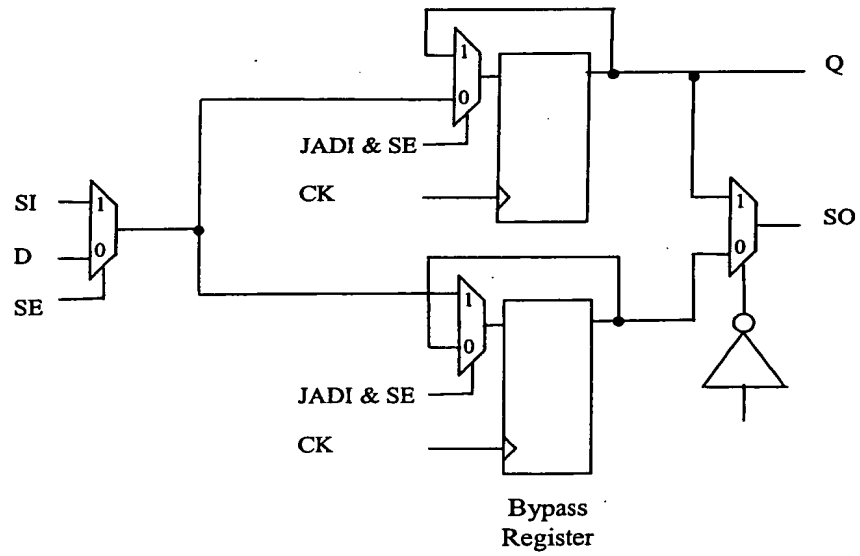 1
Q
0
JADI & SE
CK
SI
1
1
SO
D
0
0
SE
1
0
JADI & SE
CK
Bypass
Register